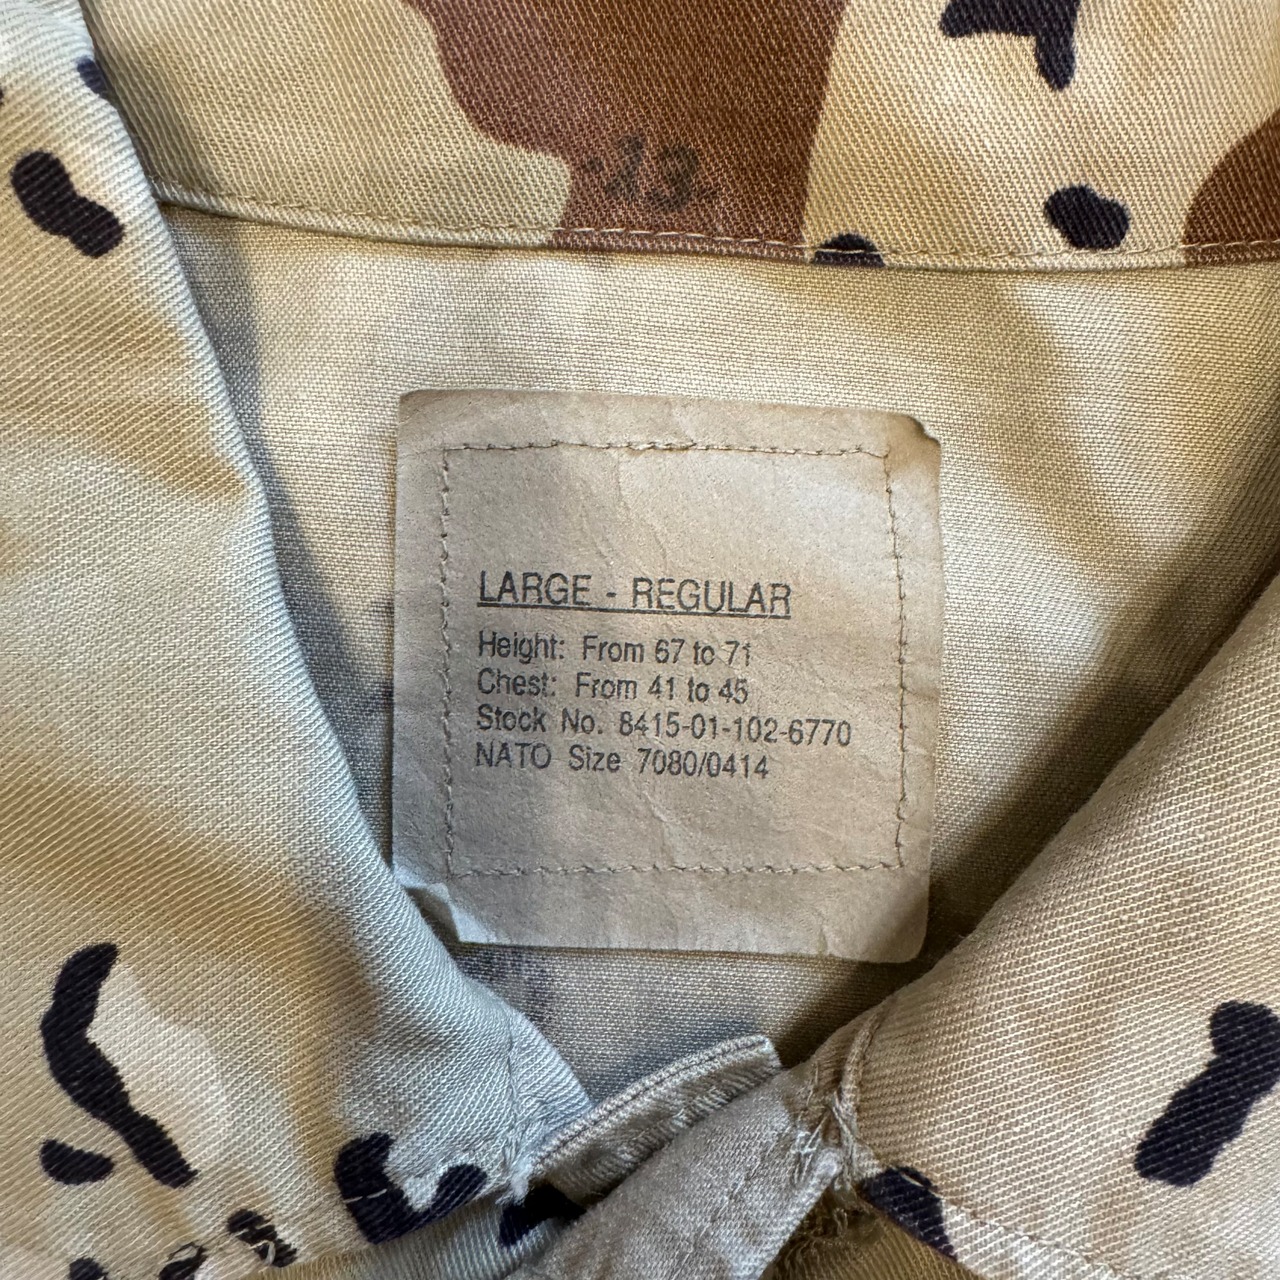 13
LARGE - REGULAR
Height: From 67 to 71
Chest: From 41 to 45
Stock No. 8415-01-102-6770
NATO Size 7080/0414